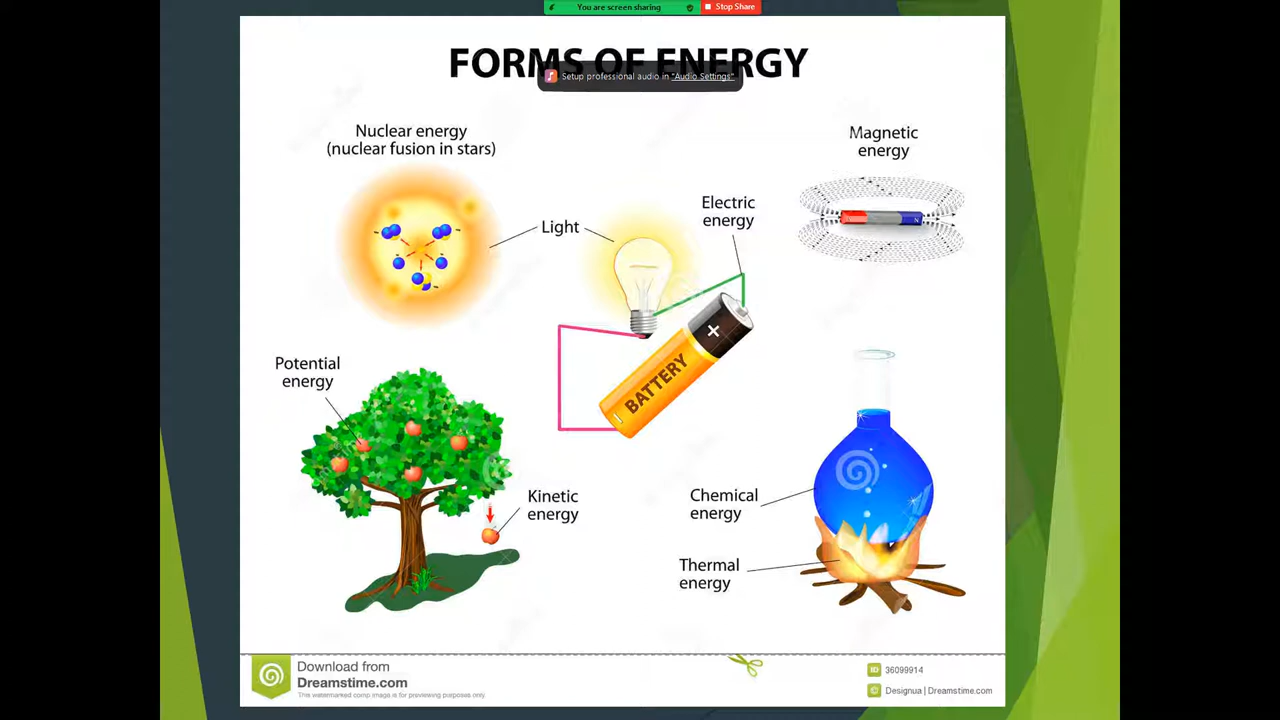 You are screen sharing
Stop Share
FORMS OF ENERGY
Setup professional audio in "Audio Settings"
Nuclear energy
(nuclear fusion in stars)
Magnetic
energy
Light
Electric
energy
N
+
BATTERY
Potential
energy
Kinetic
energy
Chemical
energy
Thermal
energy
Download from
Dreamstime.com
This watermarked comp image is for previewing purposes only.
ID 36099914
© Designua | Dreamstime.com